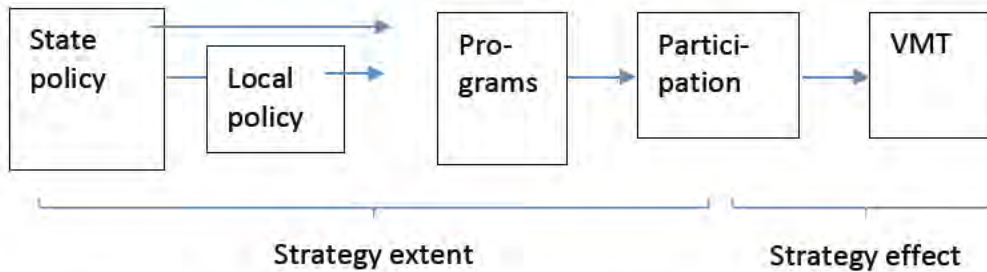 State
policy
Local
policy
Pro-
grams
Partici-
pation
VMT
Strategy extent
Strategy effect